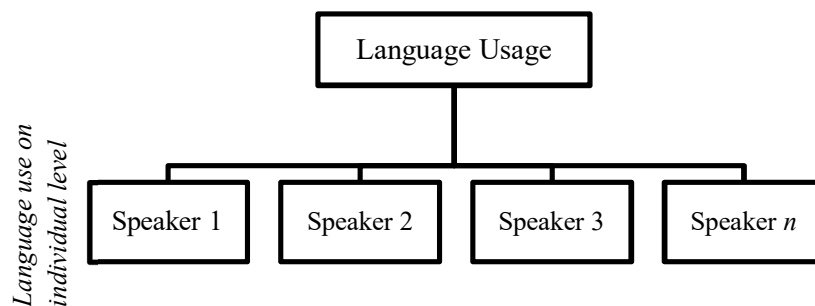 Language Usage
Language use on
individual level
Speaker 1
Speaker 2
Speaker 3
Speaker n